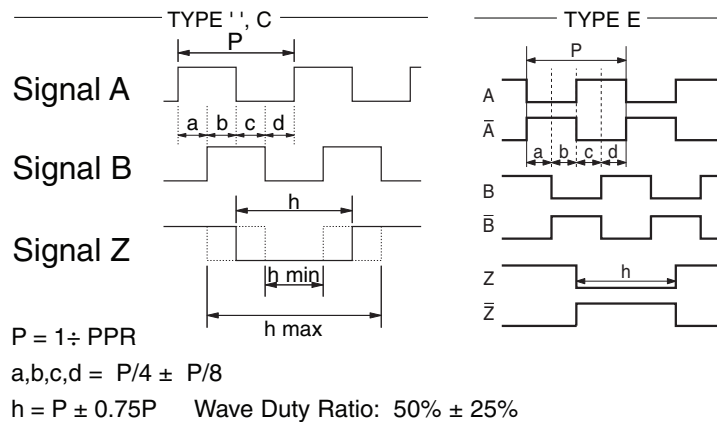 TYPE ' ', C
P
Signal A
a b c d
Signal B
h
Signal Z
h min
h max
P = 1÷ PPR
a,b,c,d = P/4 ± P/8
h = P ± 0.75P Wave Duty Ratio: 50% ± 25%
TYPE E
P
A
A̅
a b c d
B
B̅
h
Z
Z̅